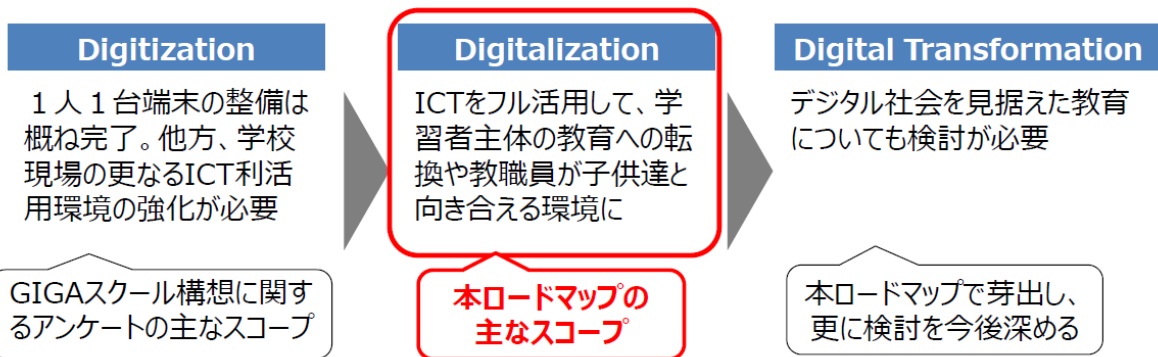 Digitization
１人１台端末の整備は
概ね完了。他方、学校
現場の更なるICT利活
用環境の強化が必要
GIGAスクール構想に関す
るアンケートの主なスコープ
Digitalization
ICTをフル活用して、学
習者主体の教育への転
換や教職員が子供達と
向き合える環境に
本ロードマップの
主なスコープ
Digital Transformation
デジタル社会を見据えた教育
についても検討が必要
本ロードマップで芽出し、
更に検討を今後深める